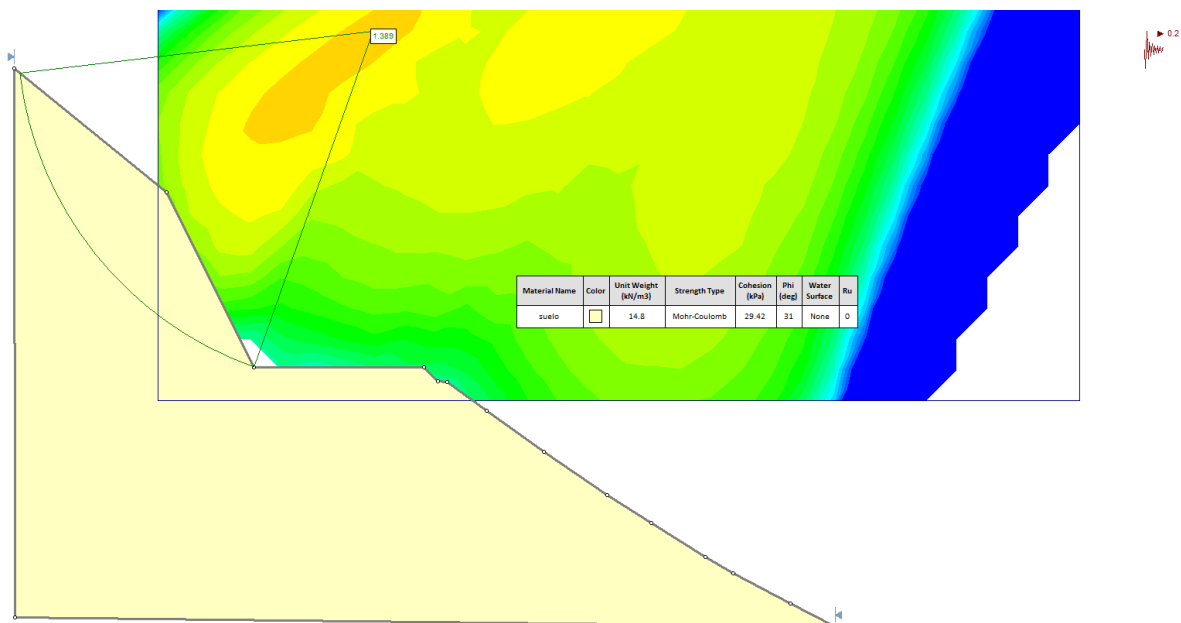 1.389
0.2
Material Name Color Unit Weight (kN/m3) Strength Type Cohesion (kPa) Phi (deg) Water Surface Ru
suelo 14.8 Mohr-Coulomb 29.42 31 None 0